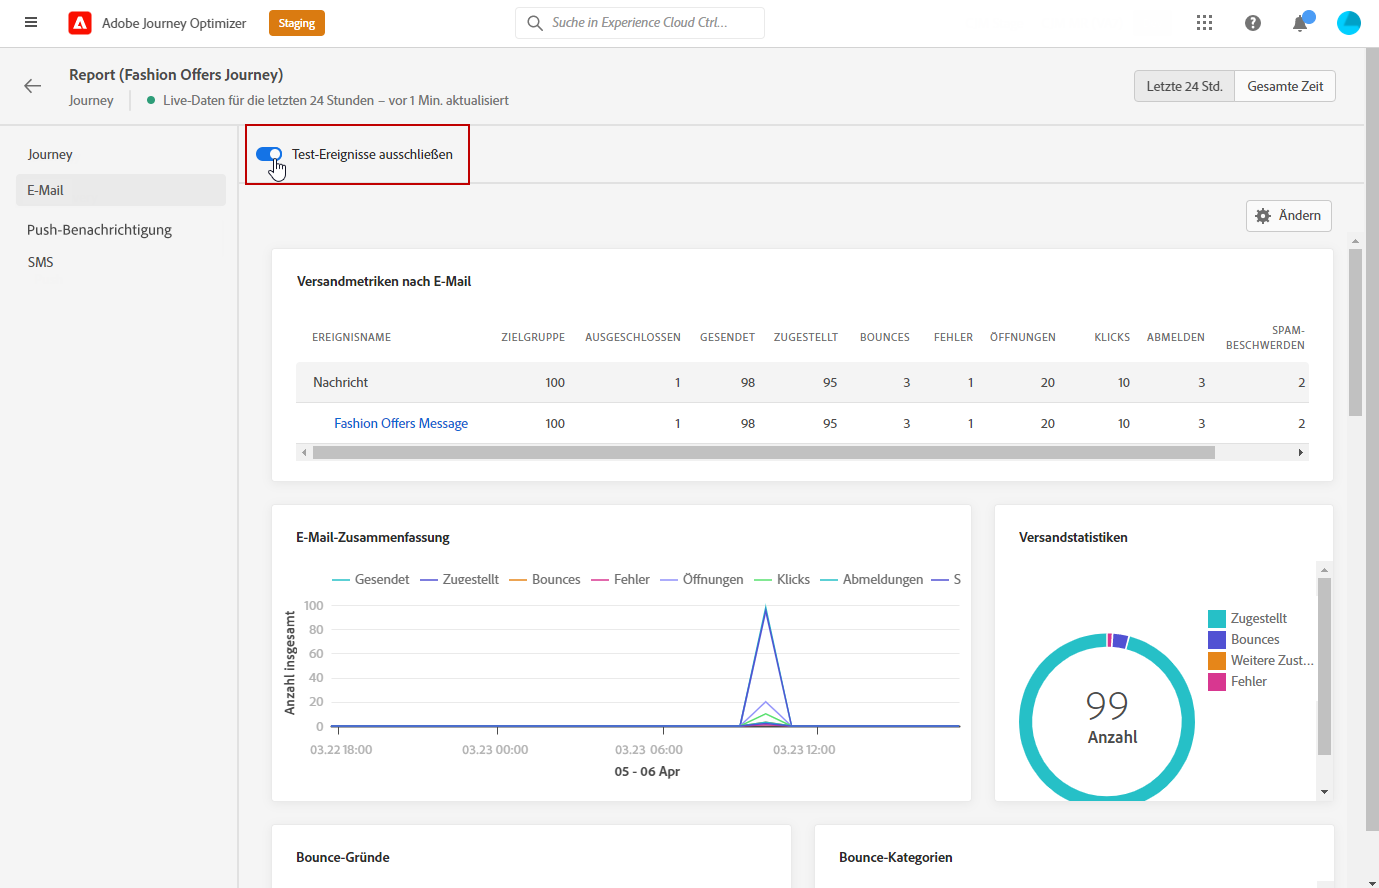 Adobe Journey Optimizer
Staging
Suche in Experience Cloud Ctrl...
Report (Fashion Offers Journey)
Journey
Live-Daten für die letzten 24 Stunden – vor 1 Min. aktualisiert
Letzte 24 Std.
Gesamte Zeit
Journey
E-Mail
Push-Benachrichtigung
SMS
Test-Ereignisse ausschließen
Ändern
Versandmetriken nach E-Mail
EREIGNISNAME ZIELGRUPPE AUSGESCHLOSSEN GESENDET ZUGESTELLT BOUNCES FEHLER ÖFFNUNGEN KLICKS ABMELDEN SPAM-
BESCHWERDEN
Nachricht 100 1 98 95 3 1 20 10 3 2
Fashion Offers Message 100 1 98 95 3 1 20 10 3 2
E-Mail-Zusammenfassung
Gesendet Zugestellt Bounces Fehler Öffnungen Klicks Abmeldungen S
Anzahl insgesamt
100
80
60
40
20
0
03.22 18:00 03.23 00:00 03.23 06:00 03.23 12:00
05 - 06 Apr
Versandstatistiken
Zugestellt
Bounces
Weitere Zust...
Fehler
99
Anzahl
Bounce-Gründe
Bounce-Kategorien